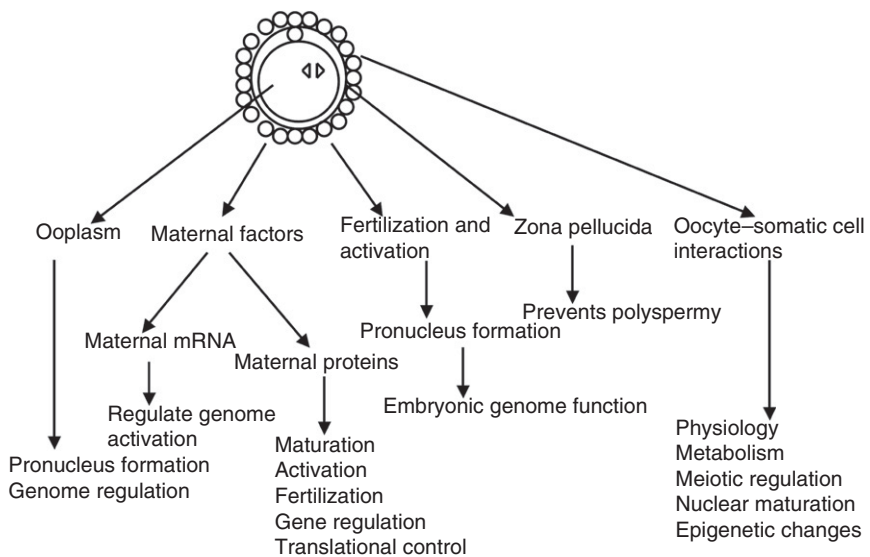 Ooplasm
Maternal factors
Fertilization and
activation
Zona pellucida
Oocyte–somatic cell
interactions
Prevents polyspermy
Pronucleus formation
Maternal mRNA
Maternal proteins
Embryonic genome function
Regulate genome
activation
Pronucleus formation
Genome regulation
Maturation
Activation
Fertilization
Gene regulation
Translational control
Physiology
Metabolism
Meiotic regulation
Nuclear maturation
Epigenetic changes